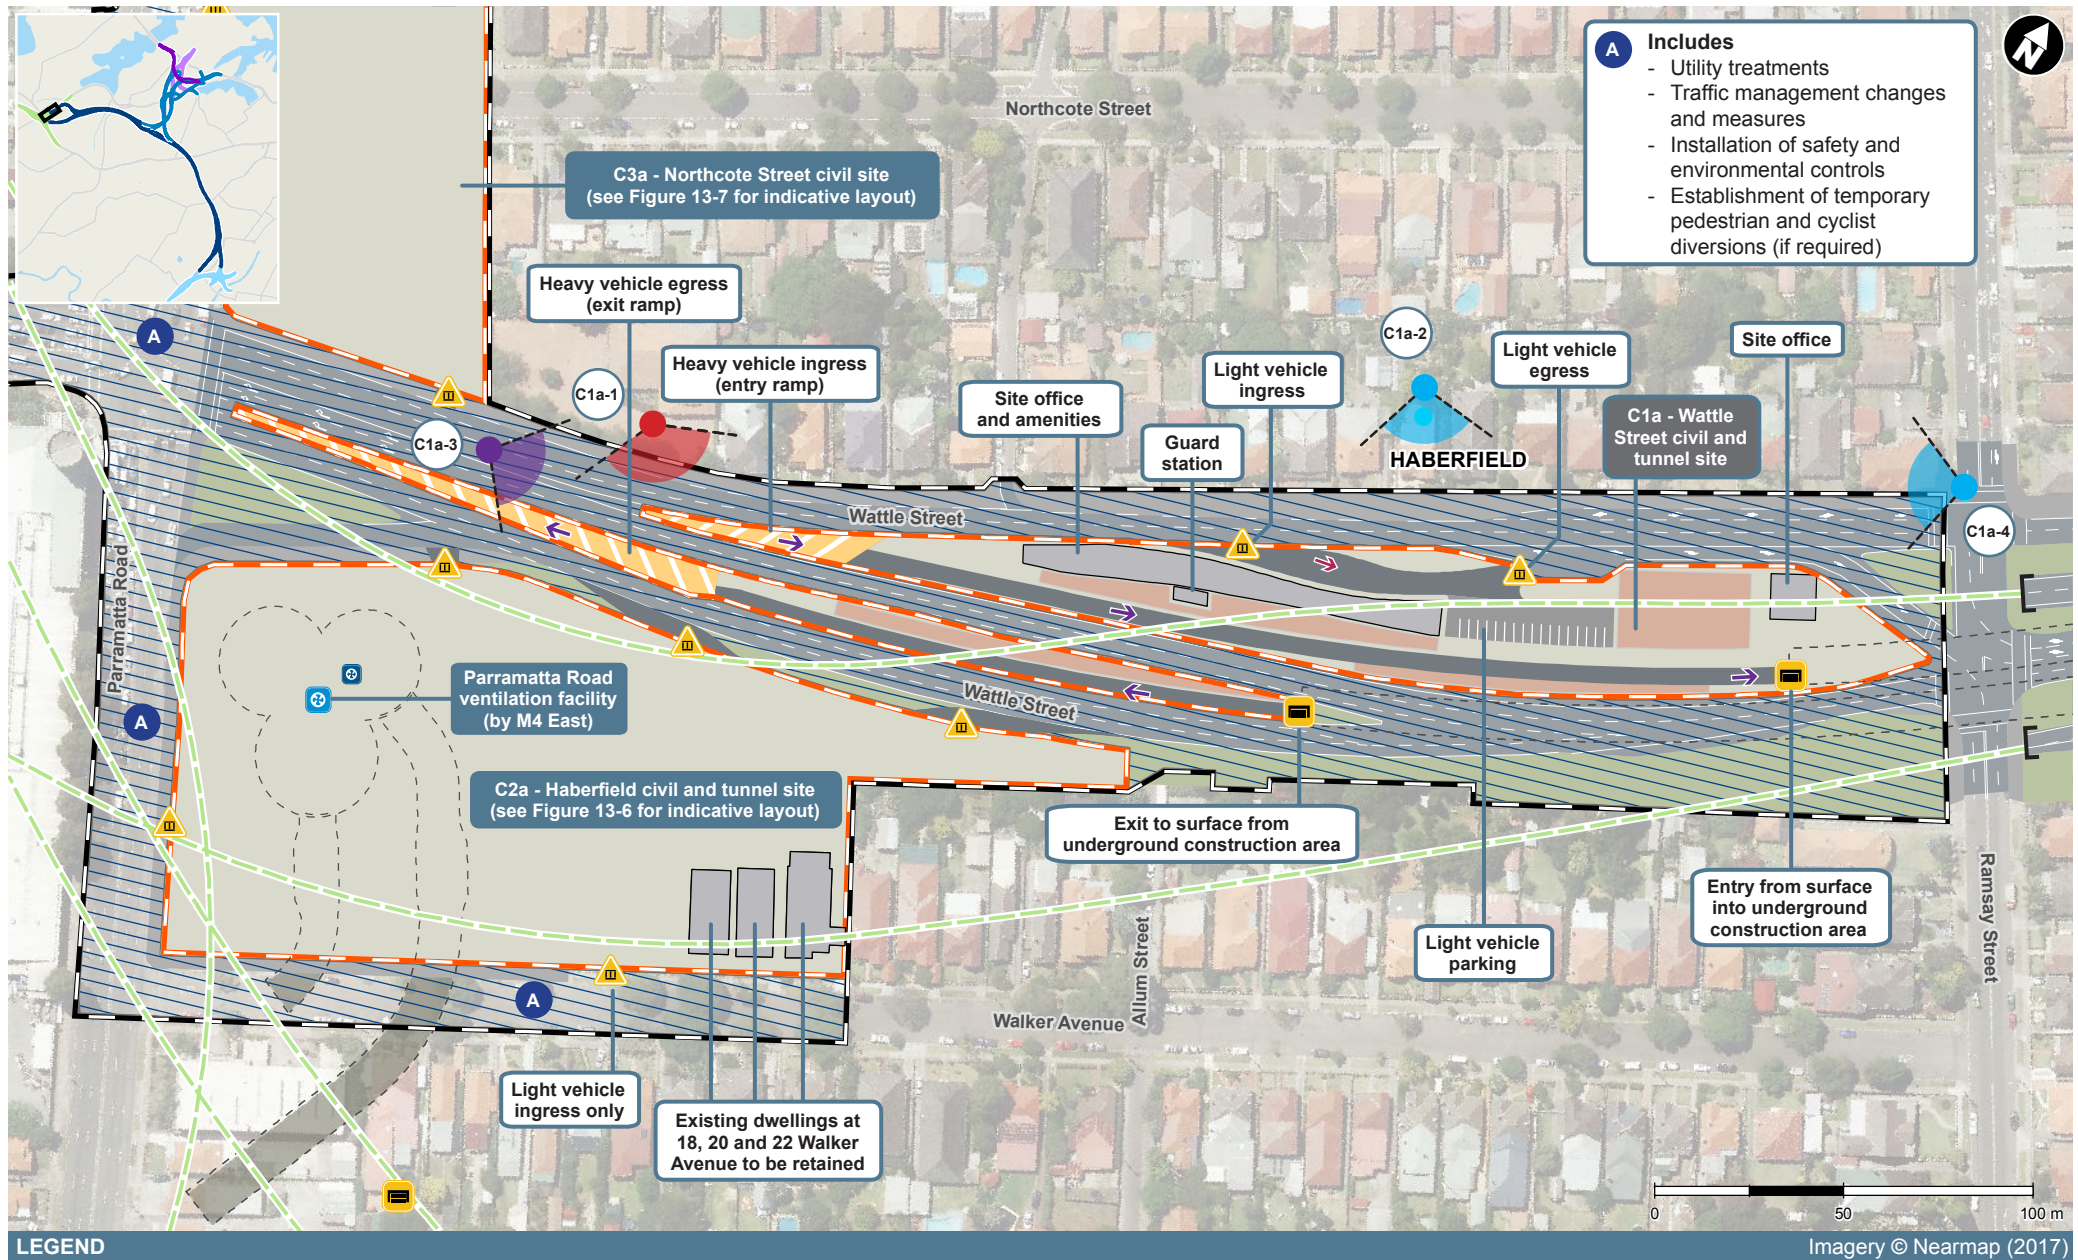 A
Includes
- Utility treatments
- Traffic management changes
and measures
- Installation of safety and
environmental controls
- Establishment of temporary
pedestrian and cyclist
diversions (if required)
N
Northcote Street
C3a - Northcote Street civil site
(see Figure 13-7 for indicative layout)
Heavy vehicle egress
(exit ramp)
Heavy vehicle ingress
(entry ramp)
A
C1a-1
C1a-3
Site office
and amenities
Guard
station
Light vehicle
ingress
C1a-2
HABERFIELD
Light vehicle
egress
Site office
C1a - Wattle
Street civil and
tunnel site
C1a-4
Wattle Street
Parramatta Road
Wattle Street
Parramatta Road
ventilation facility
(by M4 East)
A
C2a - Haberfield civil and tunnel site
(see Figure 13-6 for indicative layout)
Exit to surface from
underground construction area
Entry from surface
into underground
construction area
Ramsay Street
Light vehicle
parking
Allum Street
Walker Avenue
A
Light vehicle
ingress only
Existing dwellings at
18, 20 and 22 Walker
Avenue to be retained
0 50 100 m
LEGEND
Imagery © Nearmap (2017)